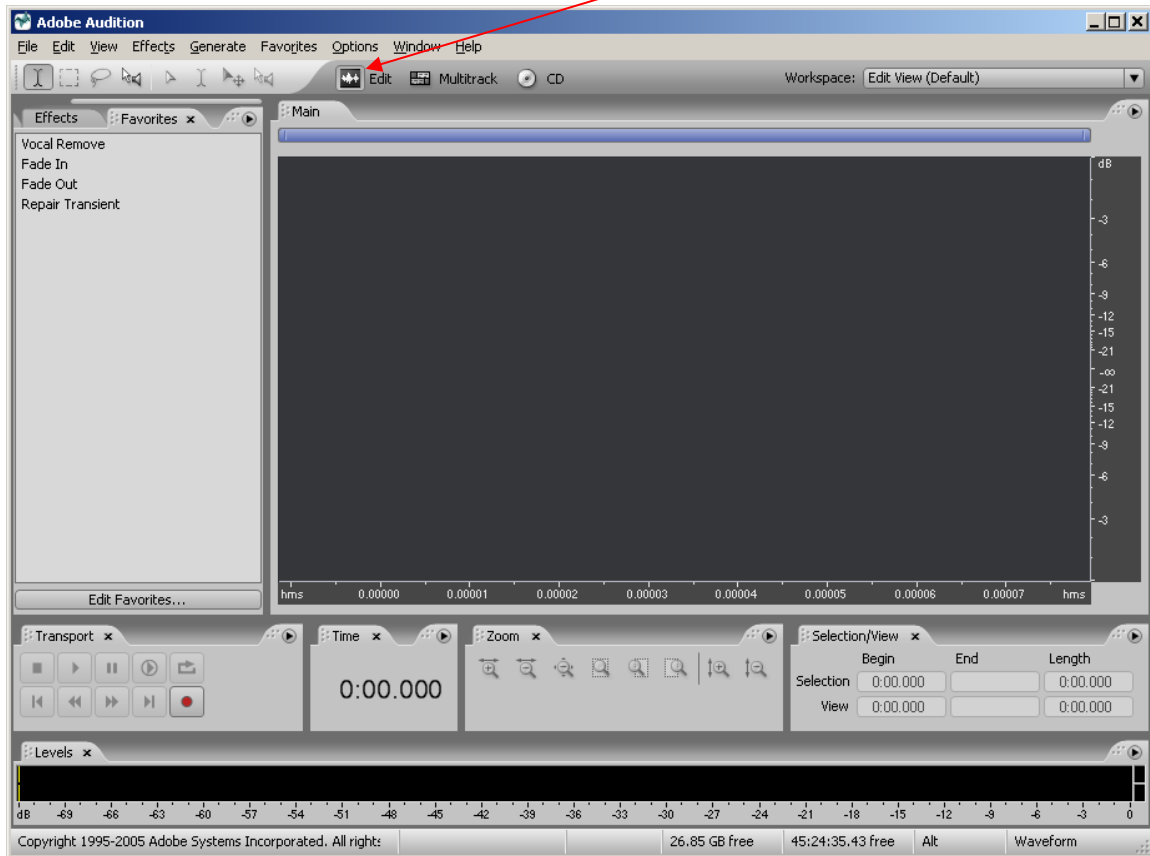 Adobe Audition
File Edit View Effects Generate Favorites Options Window Help
Edit Multitrack CD Workspace: Edit View (Default)
Effects Favorites x Main
Vocal Remove
Fade In
Fade Out
Repair Transient
Edit Favorites...
dB
-3
-6
-9
-12
-15
-21
-∞
-21
-15
-12
-9
-6
-3
hms 0.00000 0.00001 0.00002 0.00003 0.00004 0.00005 0.00006 0.00007 hms
Transport x Time x Zoom x Selection/View x
Begin End Length
Selection 0:00.000 0:00.000
View 0:00.000 0:00.000
0:00.000
Levels x
dB -69 -66 -63 -60 -57 -54 -51 -48 -45 -42 -39 -36 -33 -30 -27 -24 -21 -18 -15 -12 -9 -6 -3 0
Copyright 1995-2005 Adobe Systems Incorporated. All rights 26.85 GB free 45:24:35.43 free Alt Waveform